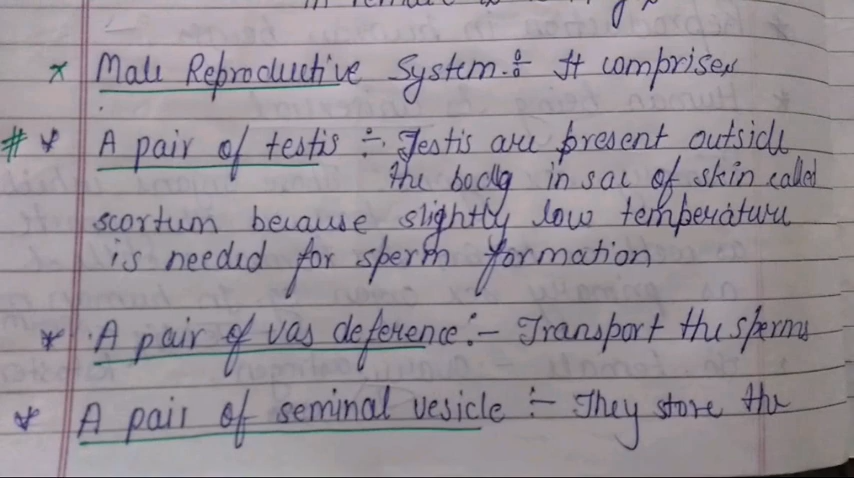 * Male Reproductive System :- It comprises
# * A pair of testis :- Testis are present outside
the body in sac of skin called
scortum because slightly low temperature
is needed for sperm formation
* A pair of vas deference :- Transport the sperms
* A pair of seminal vesicle :- They store the